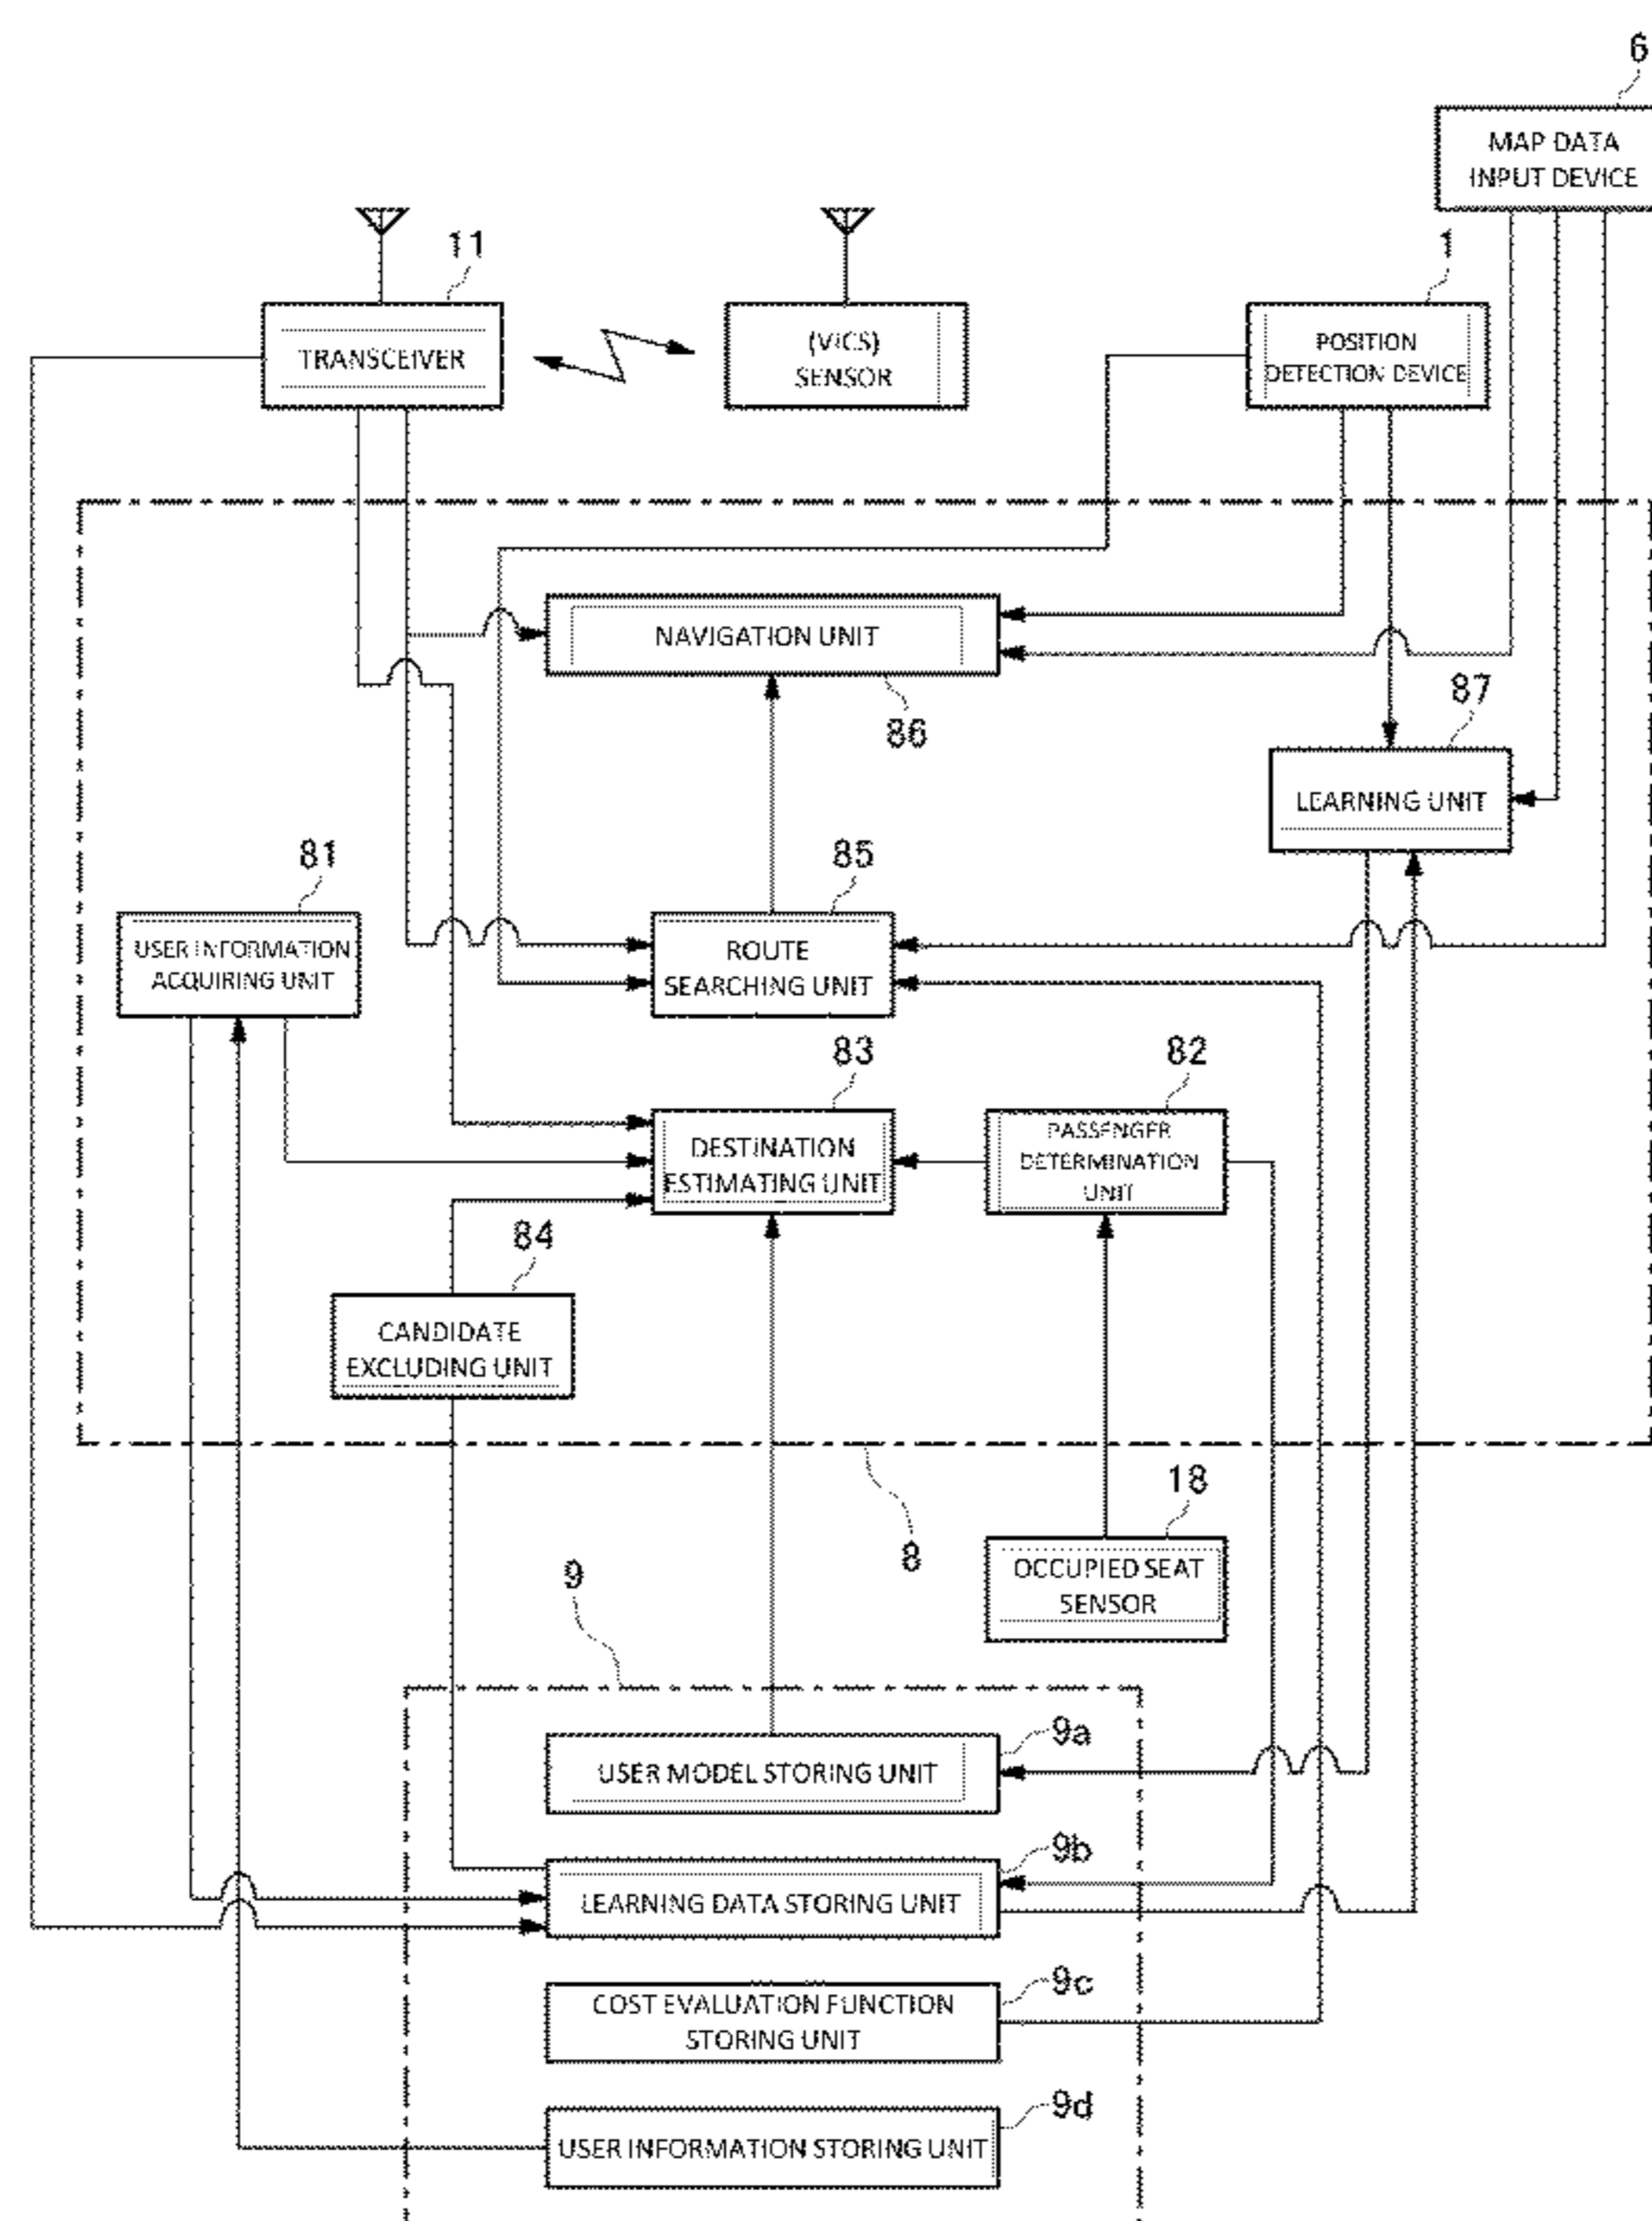 6
MAP DATA
INPUT DEVICE
11
TRANSCEIVER
(VICS)
SENSOR
1
POSITION
DETECTION DEVICE
NAVIGATION UNIT
86
87
LEARNING UNIT
81
USER INFORMATION
ACQUIRING UNIT
85
ROUTE
SEARCHING UNIT
83
DESTINATION
ESTIMATING UNIT
82
PASSENGER
DETERMINATION
UNIT
84
CANDIDATE
EXCLUDING UNIT
8
18
OCCUPIED SEAT
SENSOR
9
9a
USER MODEL STORING UNIT
9b
LEARNING DATA STORING UNIT
9c
COST EVALUATION FUNCTION
STORING UNIT
9d
USER INFORMATION STORING UNIT